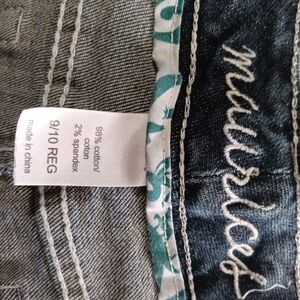 maurices
98% cotton/
coton
2% spandex
9/10 REG
made in china